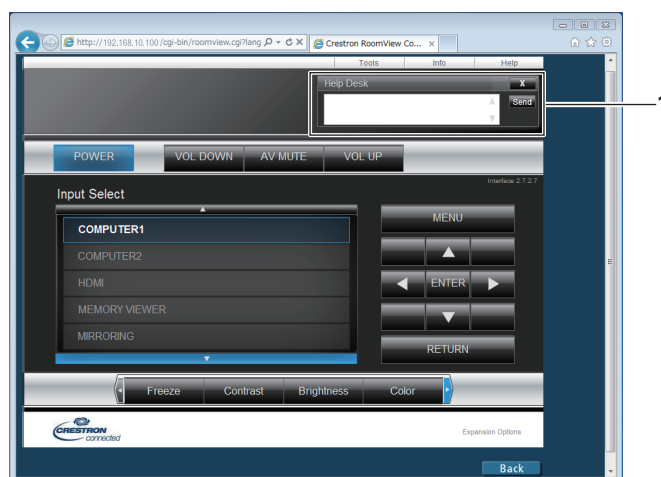 http://192.168.10.100/cgi-bin/roomview.cgi?lang
Crestron RoomView Co...
Tools Info Help
Help Desk X
Send
1
POWER VOL DOWN AV MUTE VOL UP
Interface 2.7.2.7
Input Select
COMPUTER1
MENU
COMPUTER2
HDMI
ENTER
MEMORY VIEWER
MIRRORING
RETURN
Freeze Contrast Brightness Color
CRESTRON
connected
Expansion Options
Back